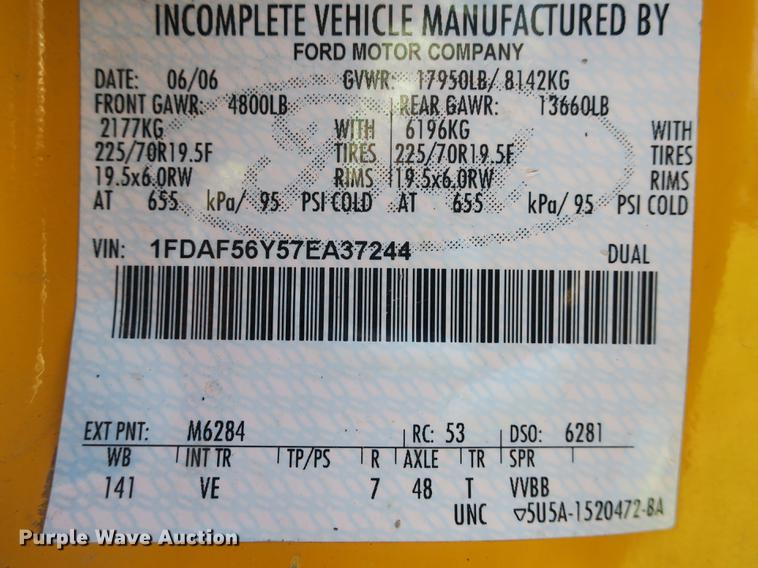 INCOMPLETE VEHICLE MANUFACTURED BY
FORD MOTOR COMPANY
DATE: 06/06 GVWR: 17950LB/ 8142KG
FRONT GAWR: 4800LB REAR GAWR: 13660LB
2177KG WITH 6196KG WITH
225/70R19.5F TIRES 225/70R19.5F TIRES
19.5x6.0RW RIMS 19.5x6.0RW RIMS
AT 655 kPa/ 95 PSI COLD AT 655 kPa/ 95 PSI COLD
VIN: 1FDAF56Y57EA37244 DUAL
EXT PNT: M6284 RC: 53 DSO: 6281
WB INT TR TP/PS R AXLE TR SPR
141 VE 7 48 T VVBB
UNC ▽5U5A-1520472-BA
Purple Wave Auction